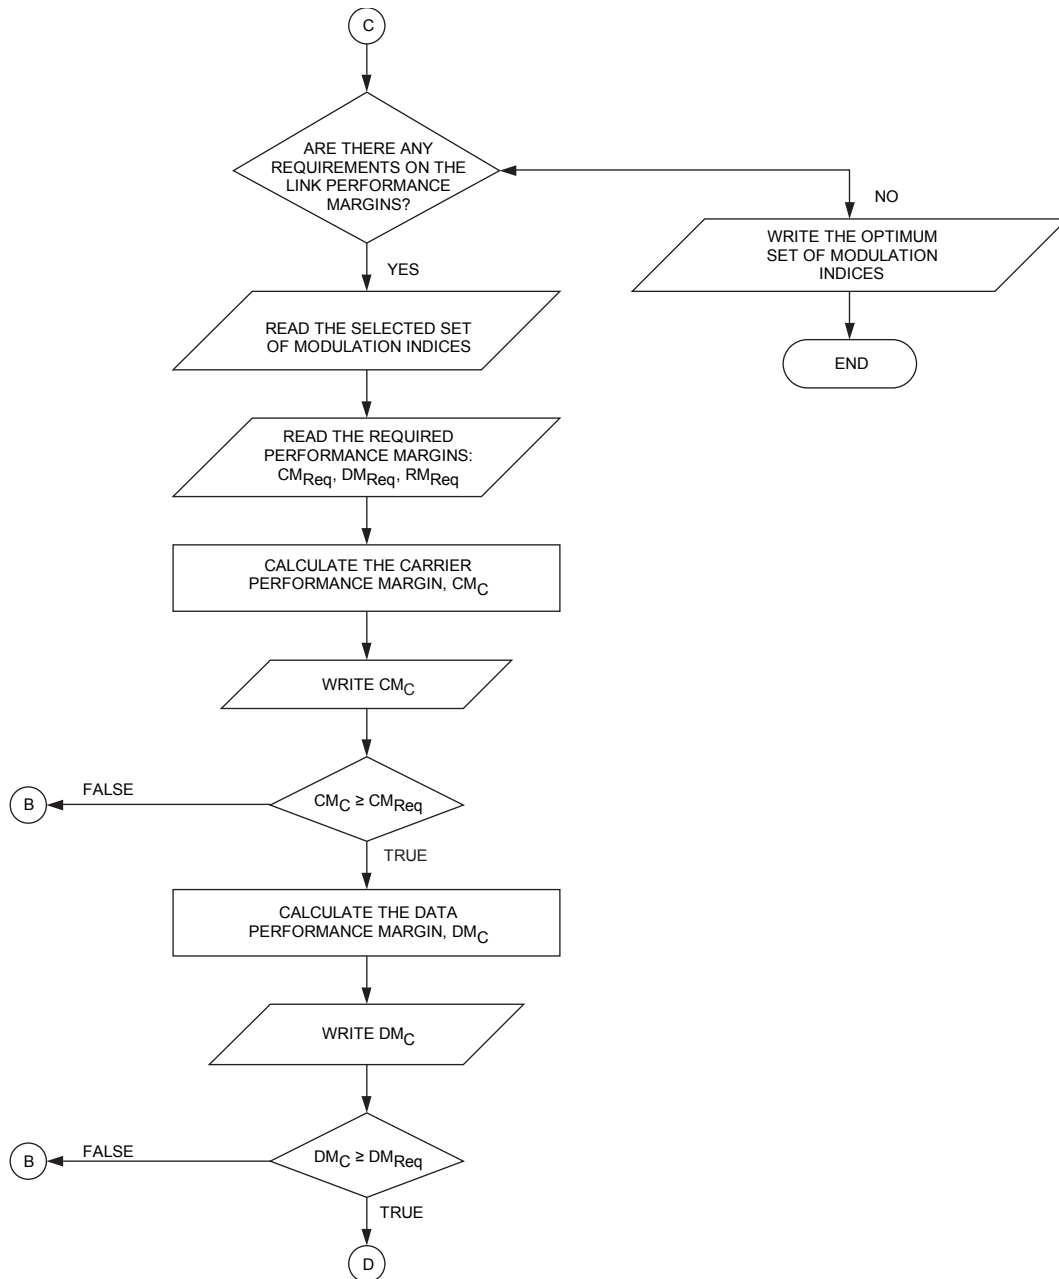 C
ARE THERE ANY
REQUIREMENTS ON THE
LINK PERFORMANCE
MARGINS?
NO
WRITE THE OPTIMUM
SET OF MODULATION
INDICES
YES
READ THE SELECTED SET
OF MODULATION INDICES
END
READ THE REQUIRED
PERFORMANCE MARGINS:
CMReq, DMReq, RMReq
CALCULATE THE CARRIER
PERFORMANCE MARGIN, CMC
WRITE CMC
FALSE
B
CMC ≥ CMReq
TRUE
CALCULATE THE DATA
PERFORMANCE MARGIN, DMC
WRITE DMC
FALSE
B
DMC ≥ DMReq
TRUE
D